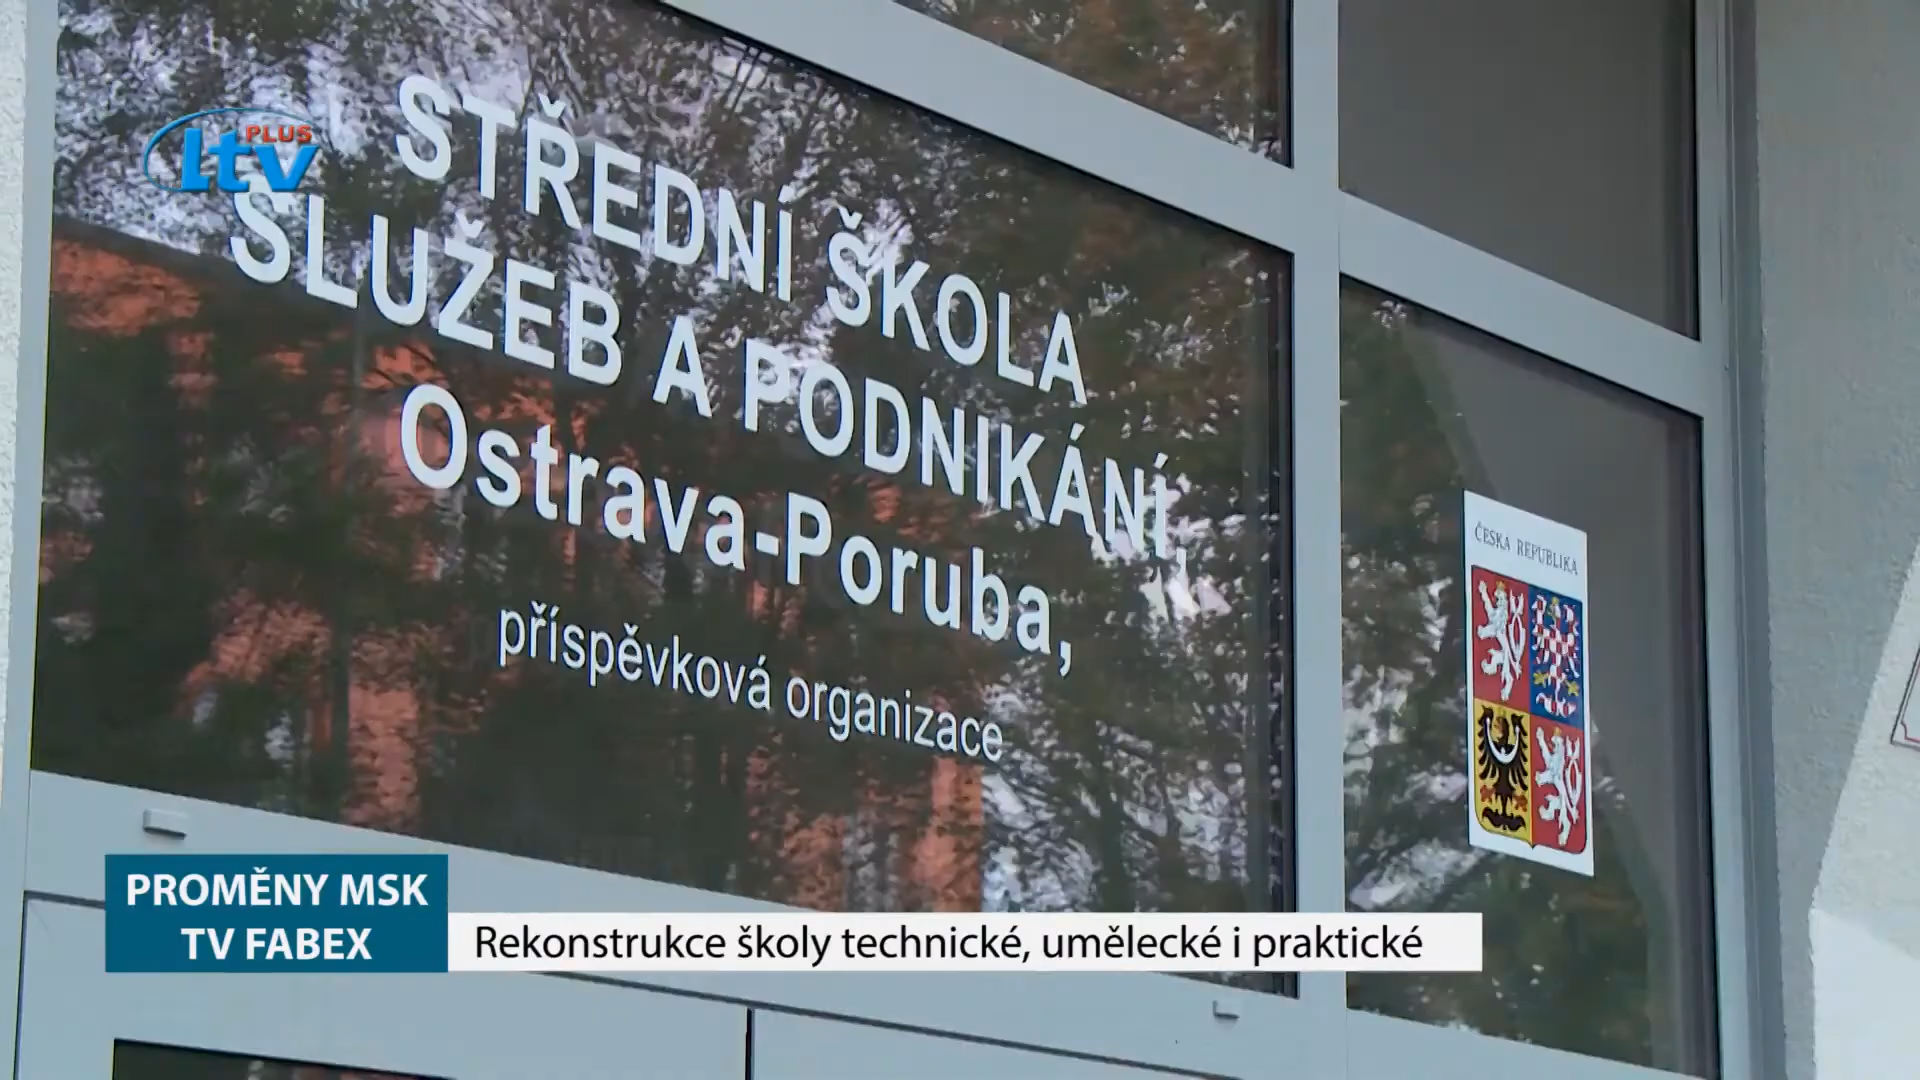 LTV PLUS
STŘEDNÍ ŠKOLA
SLUŽEB A PODNIKÁNÍ,
Ostrava-Poruba,
příspěvková organizace
ČESKÁ REPUBLIKA
PROMĚNY MSK
TV FABEX
Rekonstrukce školy technické, umělecké i praktické